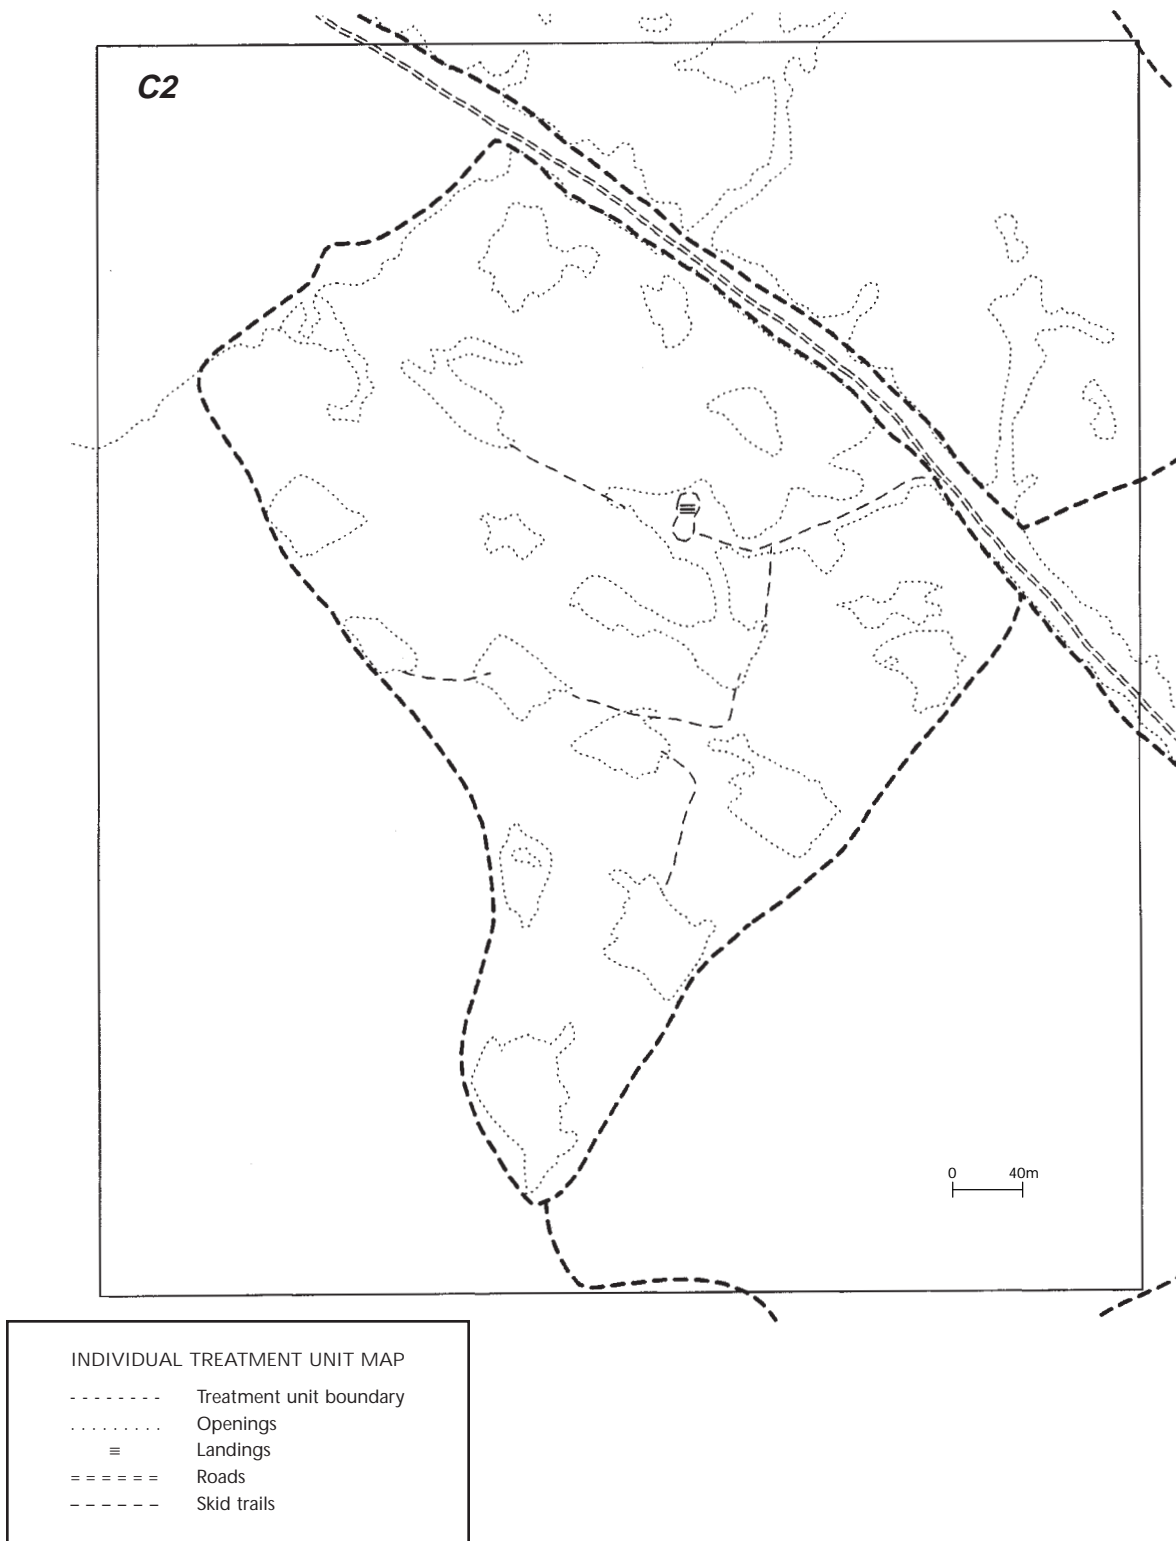 C2
0 40m
INDIVIDUAL TREATMENT UNIT MAP
Treatment unit boundary
Openings
Landings
Roads
Skid trails